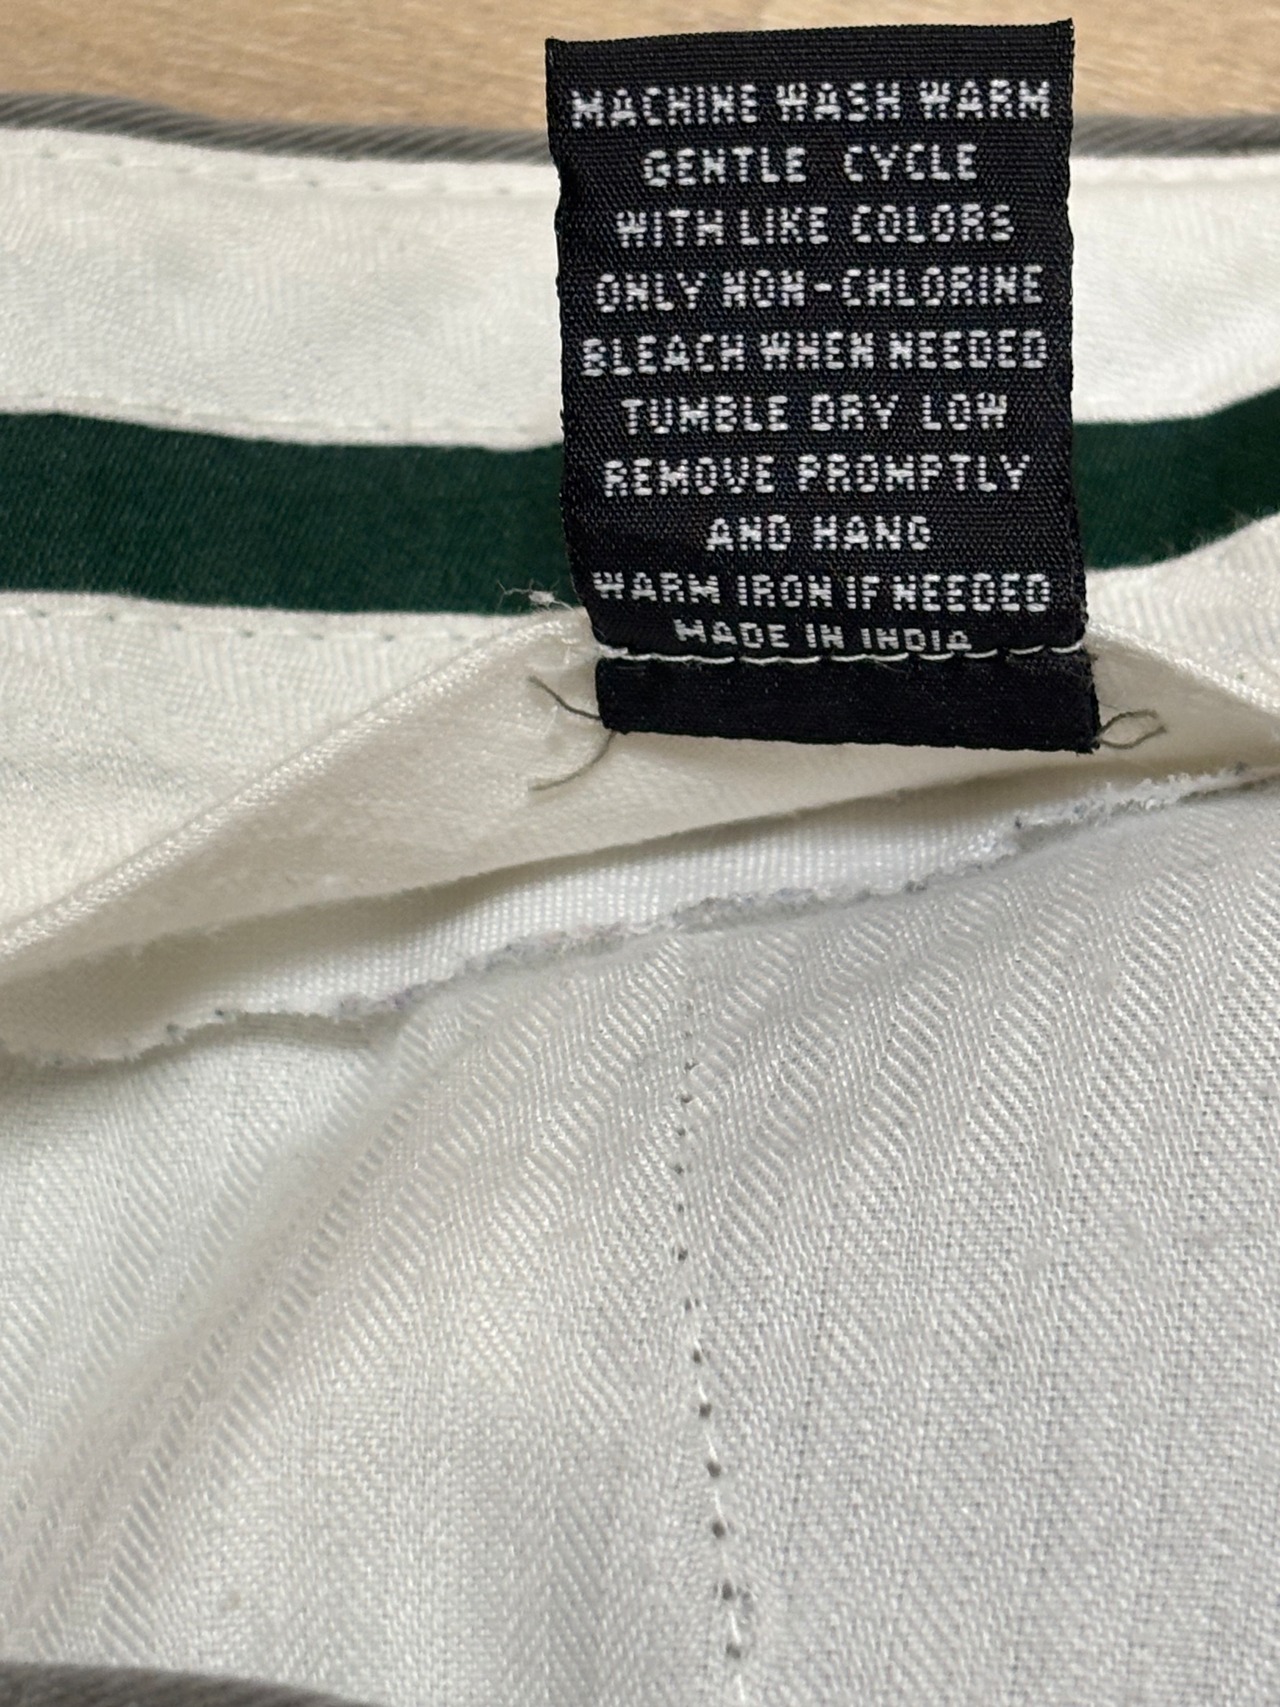 MACHINE WASH WARM
GENTLE CYCLE
WITH LIKE COLORS
ONLY NON-CHLORINE
BLEACH WHEN NEEDED
TUMBLE DRY LOW
REMOVE PROMPTLY
AND HANG
WARM IRON IF NEEDED
MADE IN INDIA